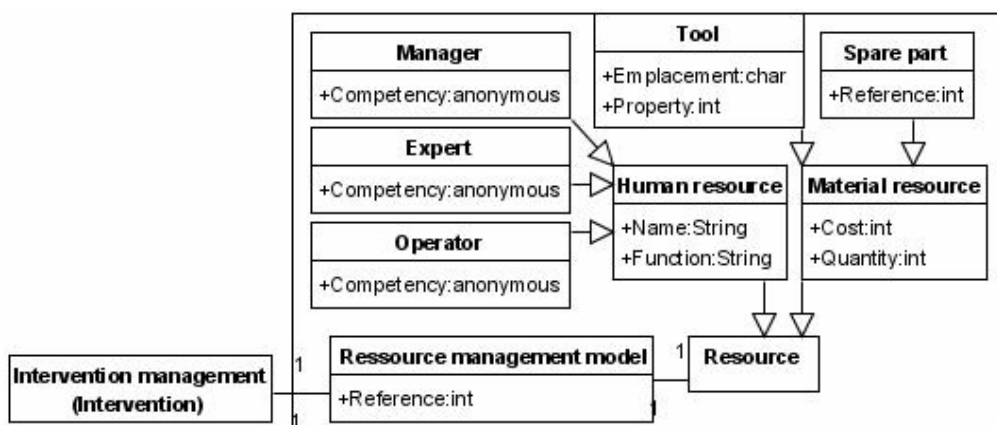 Manager
+Competency:anonymous
Expert
+Competency:anonymous
Operator
+Competency:anonymous
Tool
+Emplacement:char
+Property:int
Spare part
+Reference:int
Human resource
+Name:String
+Function:String
Material resource
+Cost:int
+Quantity:int
Intervention management
(Intervention)
1
1
Ressource management model
+Reference:int
1
1
Resource